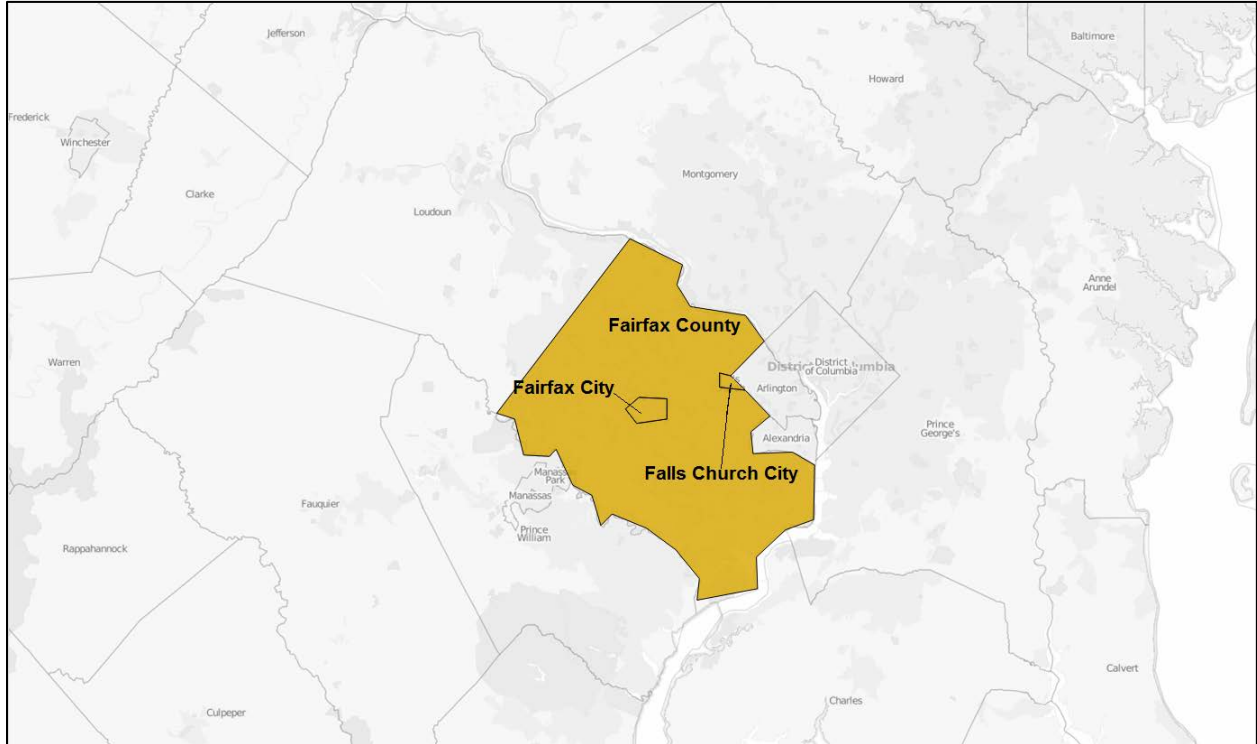 Jefferson
Baltimore
Howard
Frederick
Winchester
Montgomery
Clarke
Loudoun
Anne
Arundel
Fairfax County
Warren
District
of Columbia
Fairfax City
Arlington
Prince
George's
Alexandria
Falls Church City
Manassas
Park
Manassas
Fauquier
Prince
William
Rappahannock
Calvert
Charles
Culpeper